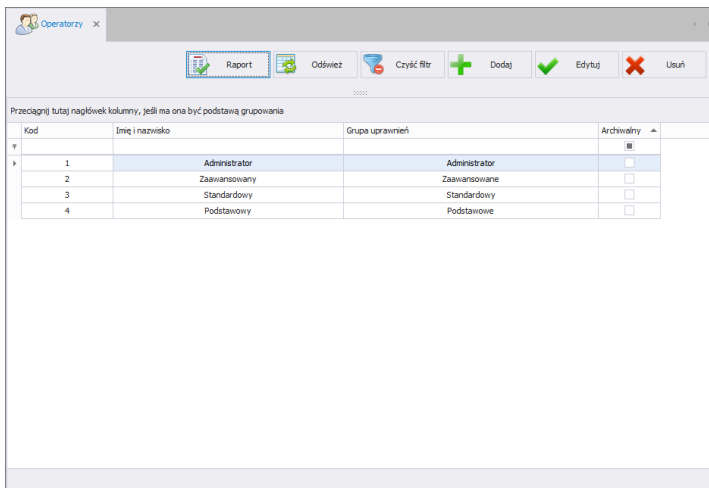 Operatorzy
Raport Odśwież Czyść filtr Dodaj Edytuj Usuń
Przeciągnij tutaj nagłówek kolumny, jeśli ma ona być podstawą grupowania
Kod Imię i nazwisko Grupa uprawnień Archiwalny
1 Administrator Administrator
2 Zaawansowany Zaawansowane
3 Standardowy Standardowy
4 Podstawowy Podstawowe